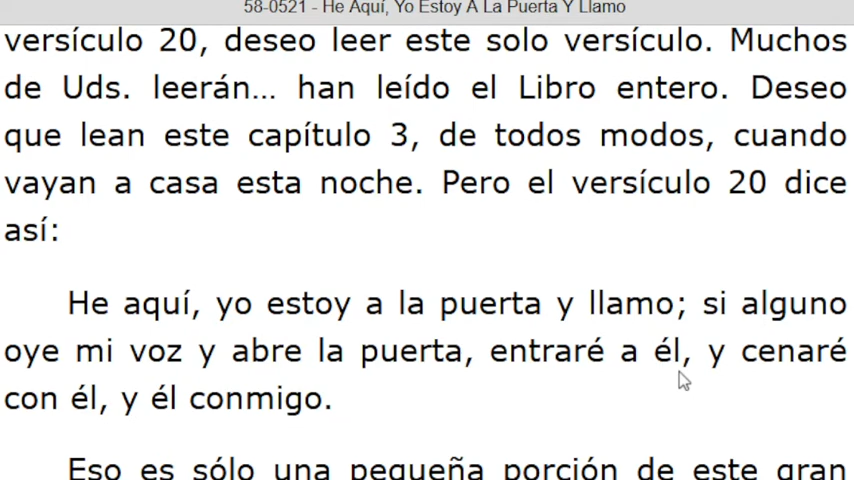 58-0521 - He Aquí, Yo Estoy A La Puerta Y Llamo
versículo 20, deseo leer este solo versículo. Muchos
de Uds. leerán... han leído el Libro entero. Deseo
que lean este capítulo 3, de todos modos, cuando
vayan a casa esta noche. Pero el versículo 20 dice
así:
He aquí, yo estoy a la puerta y llamo; si alguno
oye mi voz y abre la puerta, entraré a él, y cenaré
con él, y él conmigo.
Eso es sólo una pequeña porción de este gran